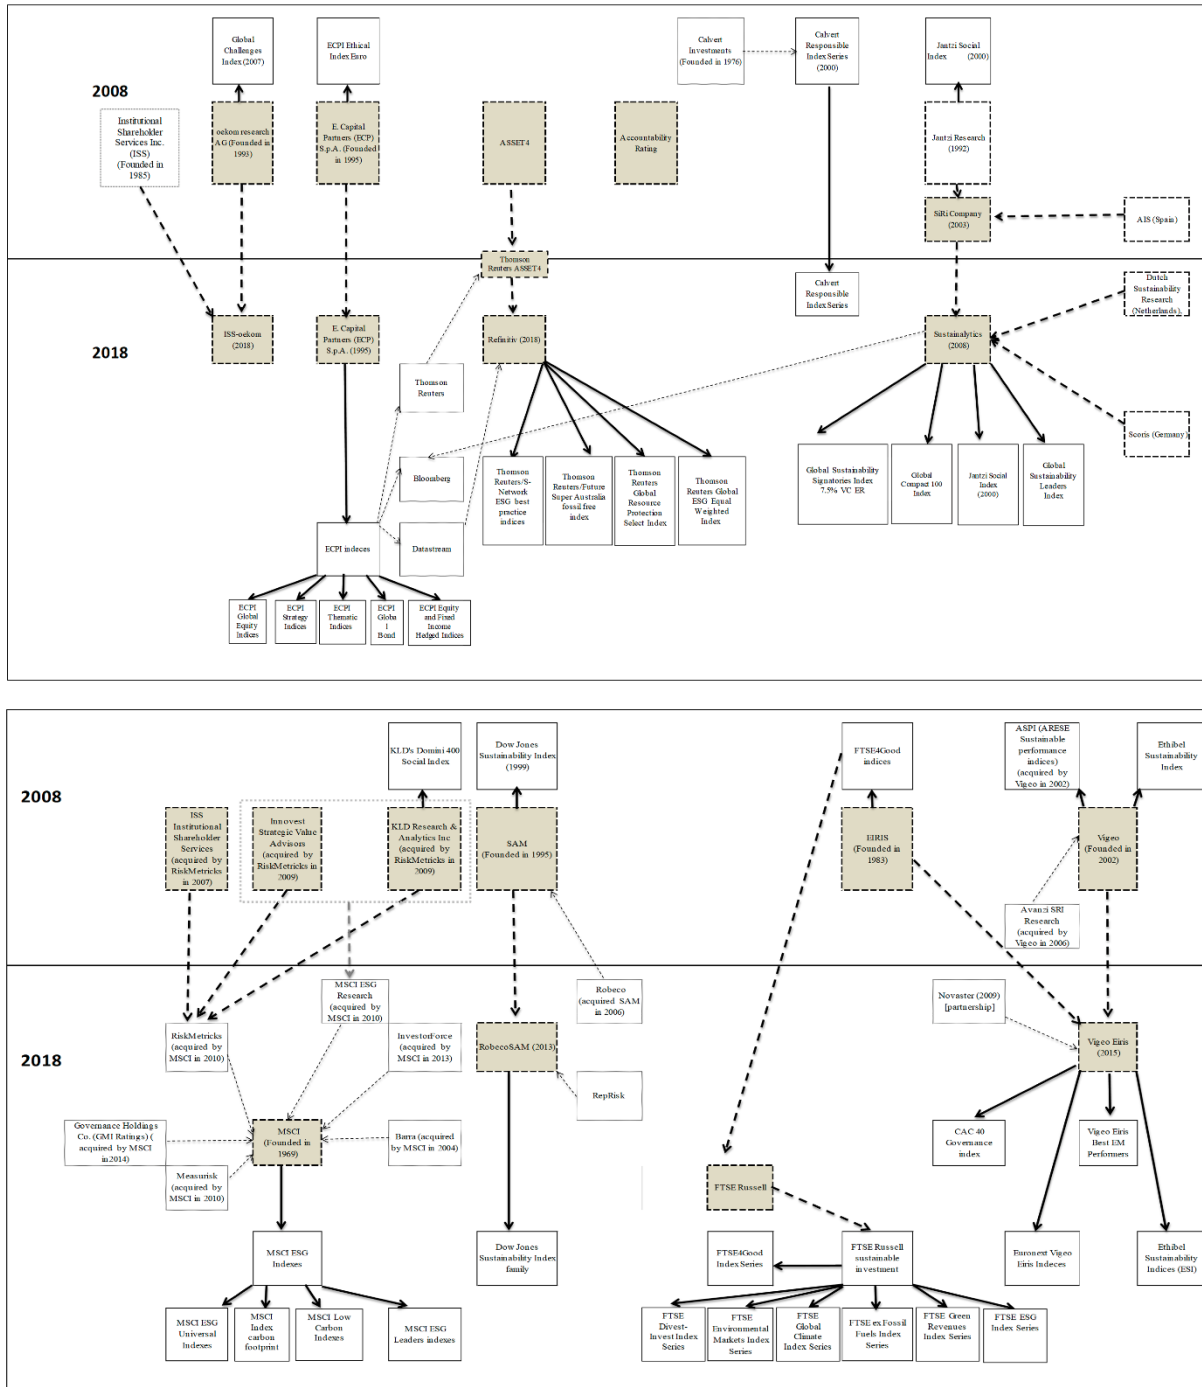 Global
Challenges
Index (2007)
ECPI Ethical
Index Euro
Calvert
Investments
(Founded in 1976)
Calvert
Responsible
Index Series
(2000)
Jantzi Social
Index (2000)
2008
Institutional
Shareholder
Services Inc.
(ISS)
(Founded in
1985)
oekom research
AG (Founded in
1993)
E. Capital
Partners (ECP)
S.p.A. (Founded
in 1995)
ASSET4
Accountability
Rating
Jantzi Research
(1992)
SiRi Company
(2003)
AIS (Spain)
Thomson
Reuters ASSET4
Calvert
Responsible
Index Series
Dutch
Sustainability
Research
(Netherlands),
2018
ISS-oekom
(2018)
E. Capital
Partners (ECP)
S.p.A. (1995)
Refinitiv (2018)
Sustainalytics
(2008)
Thomson
Reuters
Scoris (Germany)
Bloomberg
Thomson
Reuters/S-
Network
ESG best
practice
indices
Thomson
Reuters/Future
Super Australia
fossil free
index
Thomson
Reuters
Global
Resource
Protection
Select Index
Thomson
Reuters Global
ESG Equal
Weighted
Index
Global Sustainability
Signatories Index
7.5% VC ER
Global
Compact 100
Index
Jantzi Social
Index (2000)
Global
Sustainability
Leaders Index
ECPI indeces
Datastream
ECPI
Global
Equity
Indices
ECPI
Strategy
Indices
ECPI
Thematic
Indices
ECPI
Globa
l
Bond
ECPI Equity
and Fixed
Income
Hedged Indices
KLD's Domini 400
Social Index
Dow Jones
Sustainability Index
(1999)
FTSE4Good
indices
ASPI (ARESE
Sustainable
performance
indices)
(acquired by
Vigeo in 2002)
Ethibel
Sustainability
Index
2008
ISS
Institutional
Shareholder
Services
(acquired by
RiskMetricks
in 2007)
Innovest
Strategic Value
Advisors
(acquired by
RiskMetricks in
2009)
KLD Research &
Analytics Inc
(acquired by
RiskMetricks
in 2009)
SAM
(Founded in 1995)
EIRIS
(Founded in
1983)
Vigeo
(Founded in
2002)
Avanzi SRI
Research
(acquired by
Vigeo in 2006)
MSCI ESG
Research
(acquired by
MSCI in 2010)
Robeco
(acquired SAM
in 2006)
Novaster (2009)
[partnership]
2018
RiskMetrics
(acquired by
MSCI in 2010)
InvestorForce
(acquired by
MSCI in 2013)
RobecoSAM (2013)
Vigeo Eiris
(2015)
RepRisk
Governance Holdings
Co. (GMI Ratings) (
acquired by MSCI
in 2014)
MSCI
(Founded in
1969)
Barra (acquired
by MSCI in 2004)
CAC 40
Governance
index
Vigeo Eiris
Best EM
Performers
Measurisk
(acquired by
MSCI in 2010)
FTSE Russell
MSCI ESG
Indexes
Dow Jones
Sustainability Index
family
FTSE4Good
Index Series
FTSE Russell
sustainable
investment
Euronext Vigeo
Eiris Indeces
Ethibel
Sustainability
Indices (ESI)
MSCI ESG
Universal
Indexes
MSCI
Index
carbon
footprint
MSCI Low
Carbon
Indexes
MSCI ESG
Leaders indexes
FTSE
Divest-
Invest Index
Series
FTSE
Environmental
Markets Index
Series
FTSE
Global
Climate
Index Series
FTSE ex Fossil
Fuels Index
Series
FTSE Green
Revenues
Index Series
FTSE ESG
Index Series